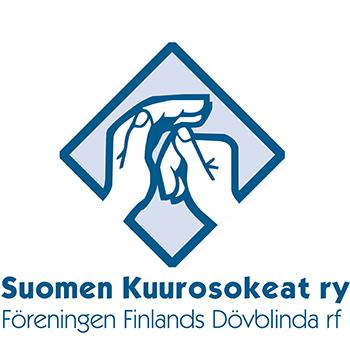 Suomen Kuurosokeat ry
Föreningen Finlands Dövblinda rf